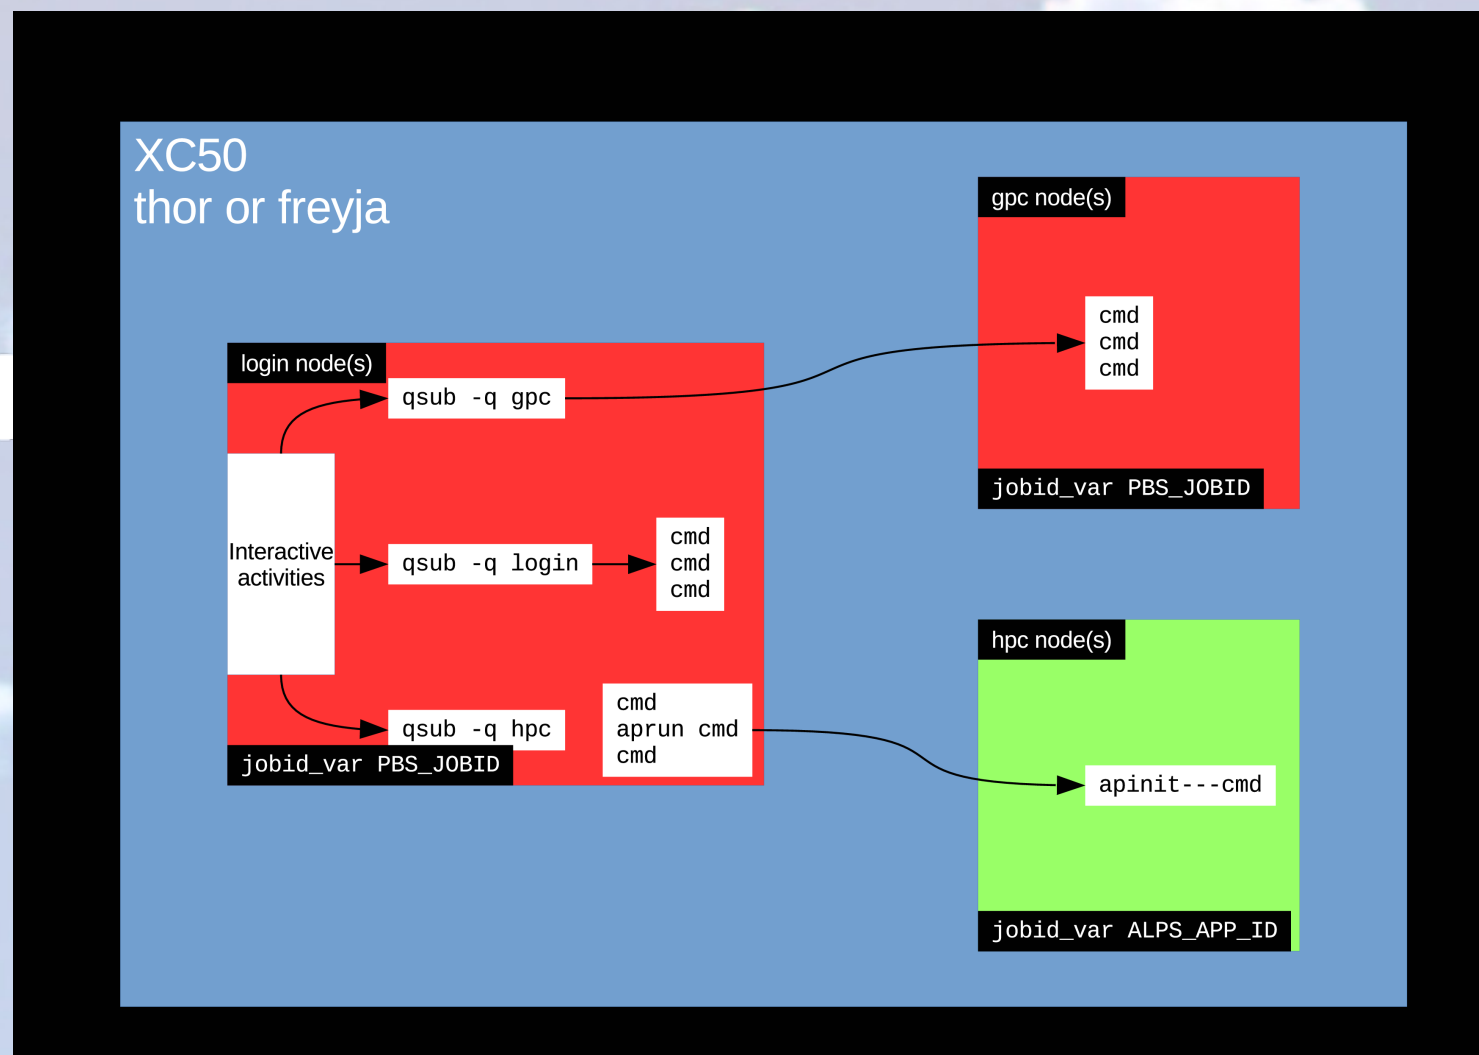 XC50
thor or freyja
login node(s)
qsub -q gpc
Interactive
activities
qsub -q login
cmd
cmd
cmd
qsub -q hpc
cmd
aprun cmd
cmd
jobid_var PBS_JOBID
gpc node(s)
cmd
cmd
cmd
jobid_var PBS_JOBID
hpc node(s)
apinit---cmd
jobid_var ALPS_APP_ID